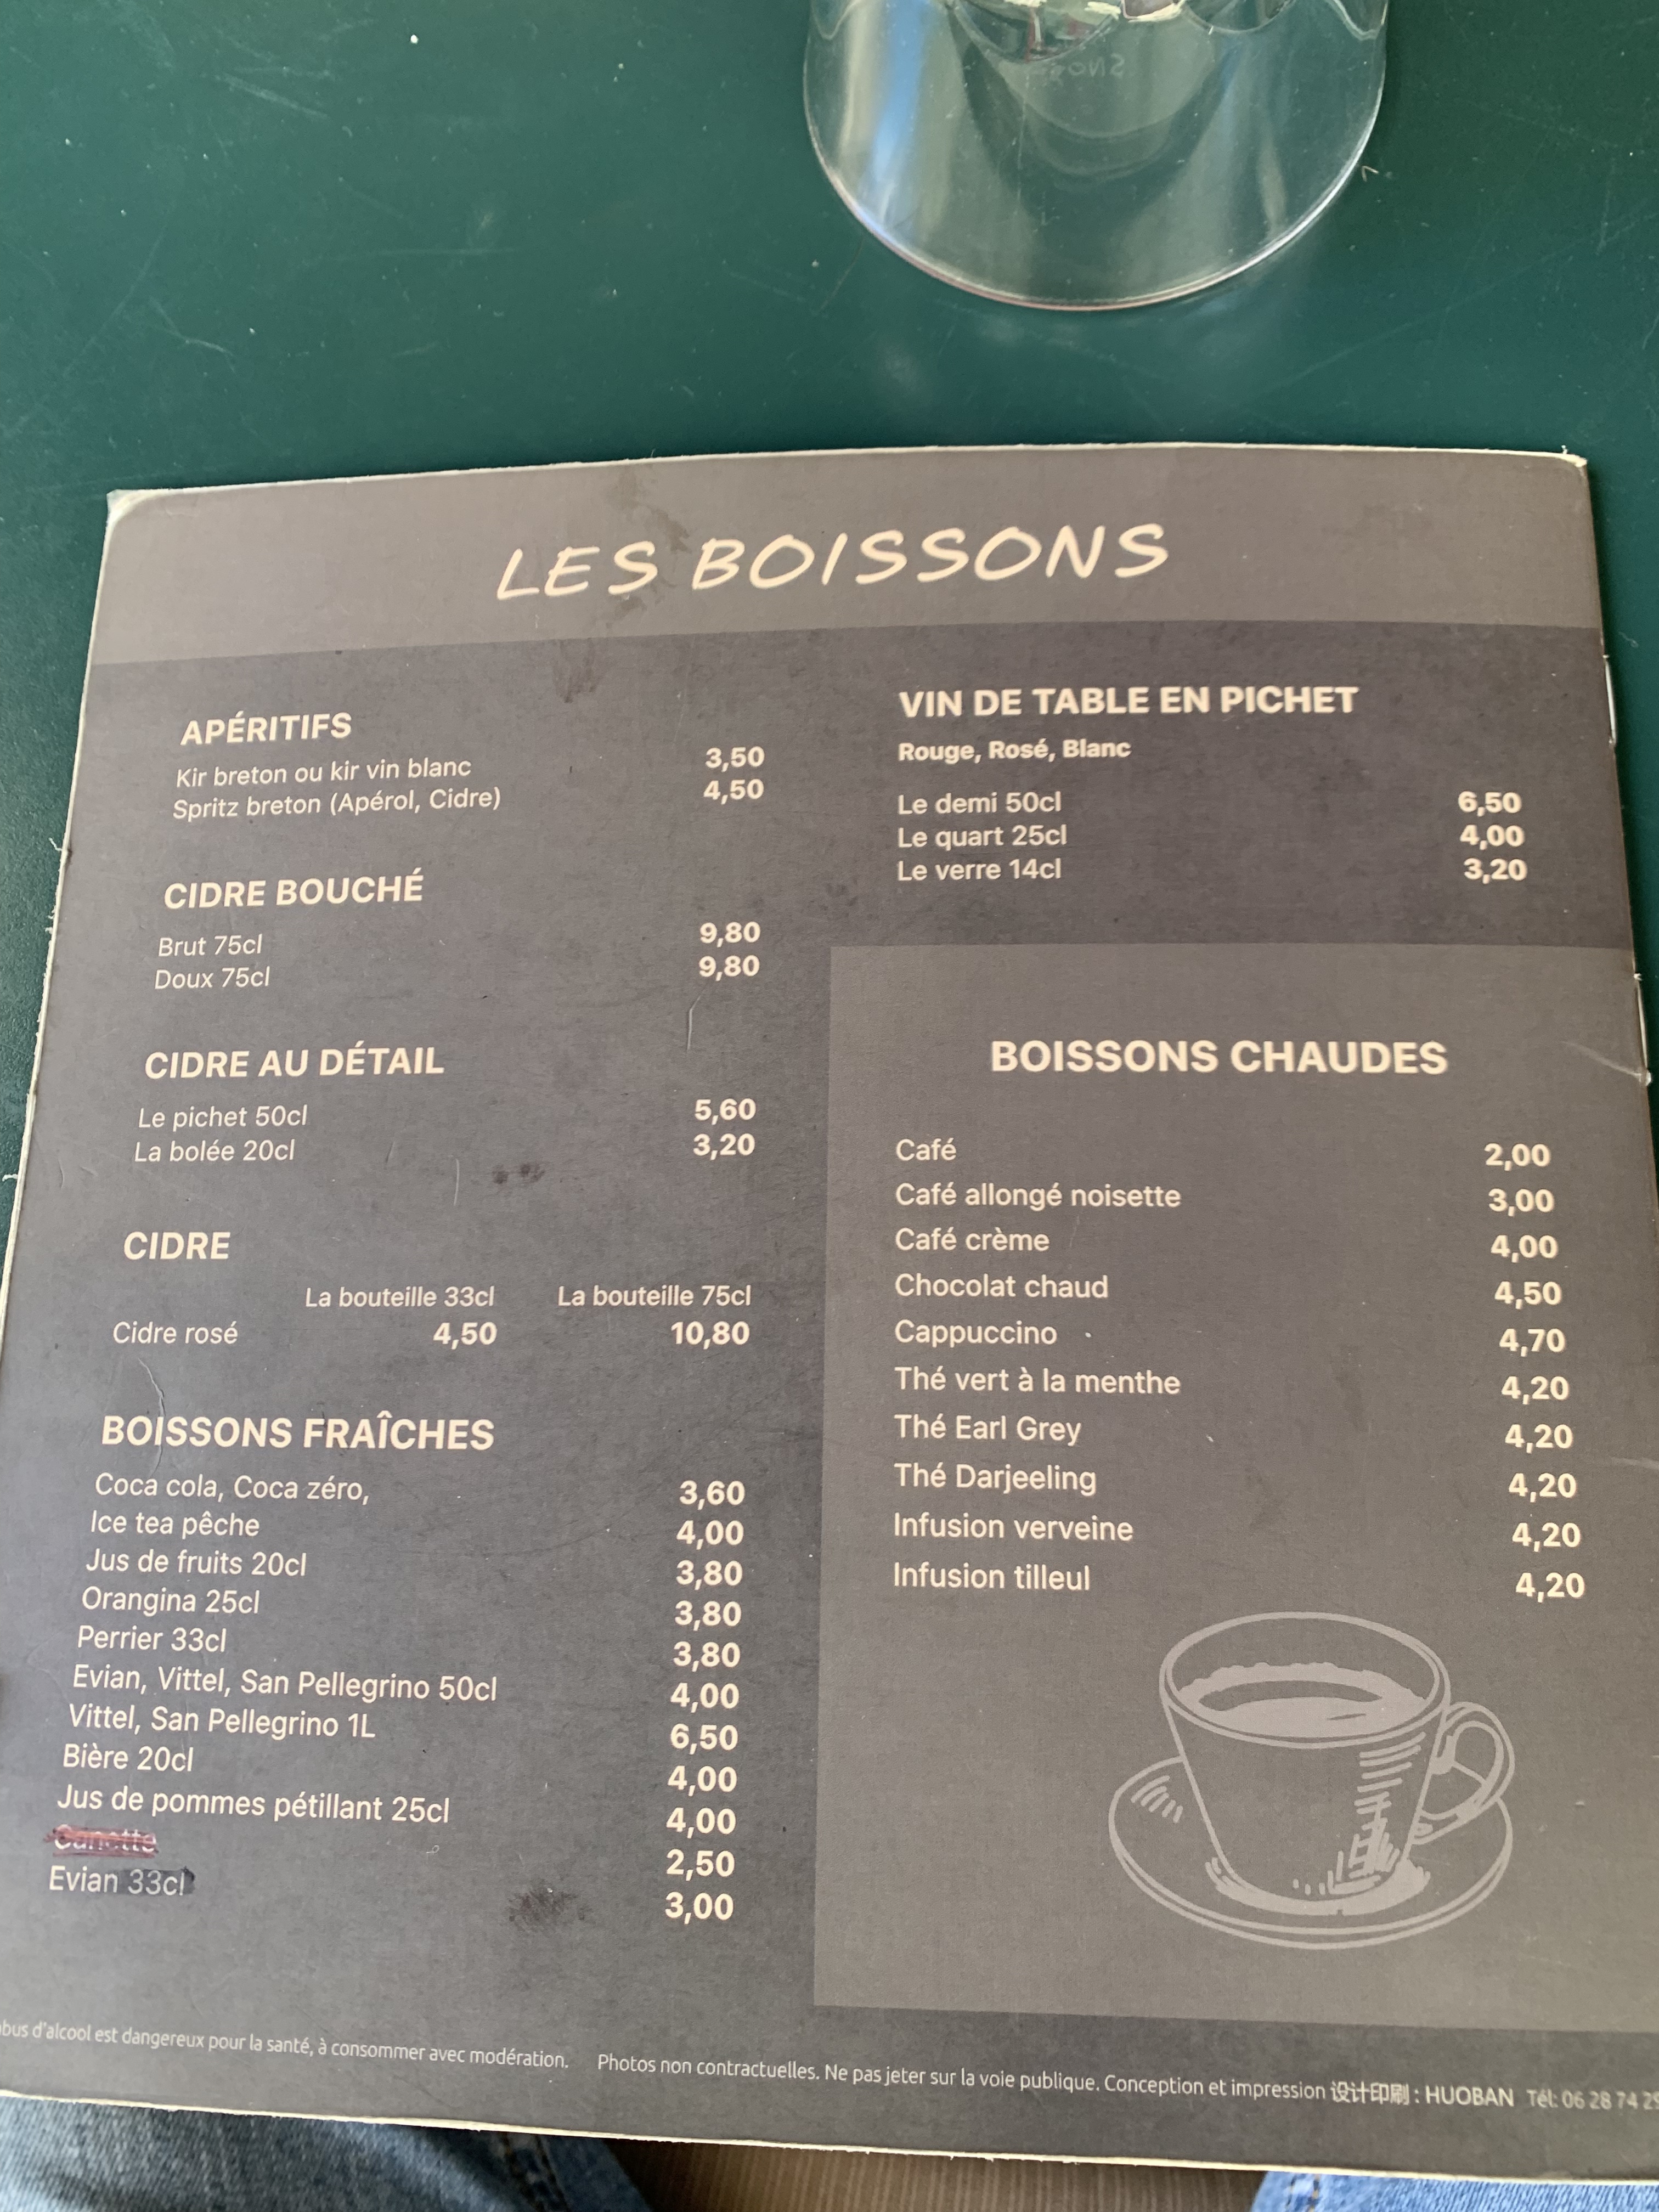 LES BOISSONS
APÉRITIFS
Kir breton ou kir vin blanc 3,50
Spritz breton (Apérol, Cidre) 4,50
CIDRE BOUCHÉ
Brut 75cl 9,80
Doux 75cl 9,80
CIDRE AU DÉTAIL
Le pichet 50cl 5,60
La bolée 20cl 3,20
CIDRE
La bouteille 33cl La bouteille 75cl
Cidre rosé 4,50 10,80
BOISSONS FRAÎCHES
Coca cola, Coca zéro, 3,60
Ice tea pêche 4,00
Jus de fruits 20cl 3,80
Orangina 25cl 3,80
Perrier 33cl 3,80
Evian, Vittel, San Pellegrino 50cl 4,00
Vittel, San Pellegrino 1L 6,50
Bière 20cl 4,00
Jus de pommes pétillant 25cl 4,00
2,50
Evian 33cl 3,00
VIN DE TABLE EN PICHET
Rouge, Rosé, Blanc
Le demi 50cl 6,50
Le quart 25cl 4,00
Le verre 14cl 3,20
BOISSONS CHAUDES
Café 2,00
Café allongé noisette 3,00
Café crème 4,00
Chocolat chaud 4,50
Cappuccino 4,70
Thé vert à la menthe 4,20
Thé Earl Grey 4,20
Thé Darjeeling 4,20
Infusion verveine 4,20
Infusion tilleul 4,20
abus d'alcool est dangereux pour la santé, à consommer avec modération. Photos non contractuelles. Ne pas jeter sur la voie publique. Conception et impression 设计印刷 : HUOBAN Tél: 06 28 74